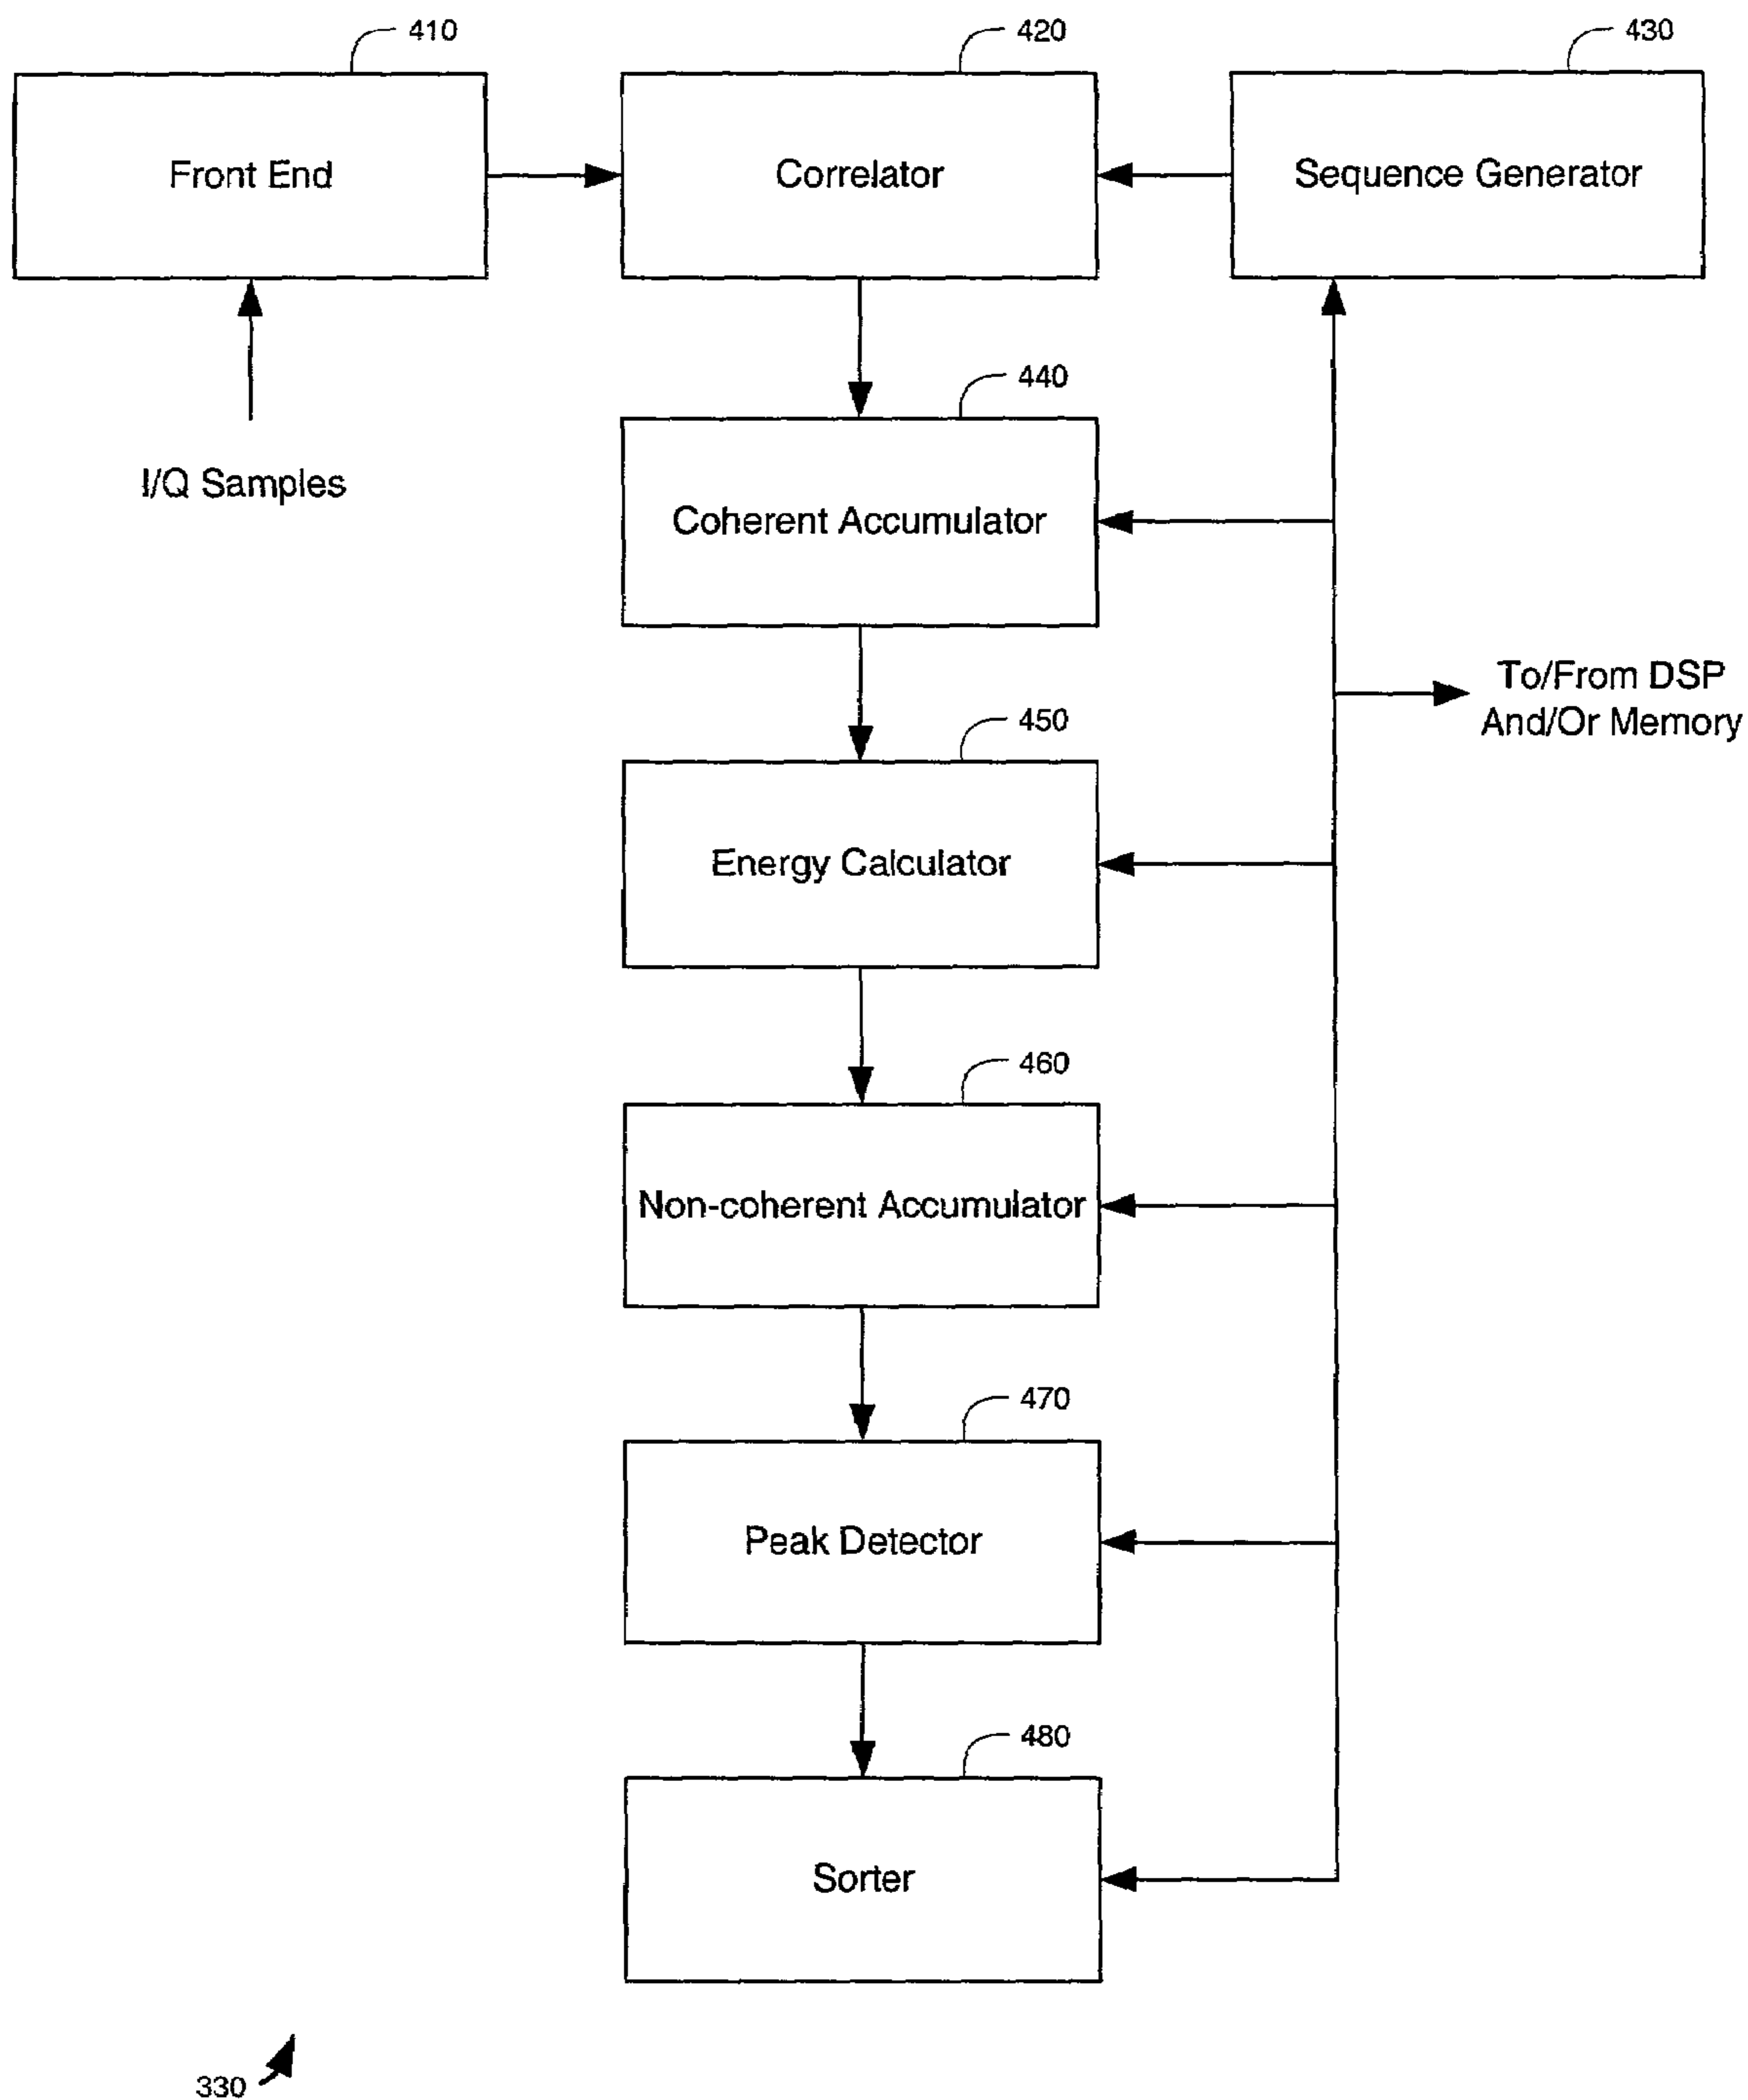 410
420
430
Front End
Correlator
Sequence Generator
440
I/Q Samples
Coherent Accumulator
To/From DSP
And/Or Memory
450
Energy Calculator
460
Non-coherent Accumulator
470
Peak Detector
480
Sorter
330